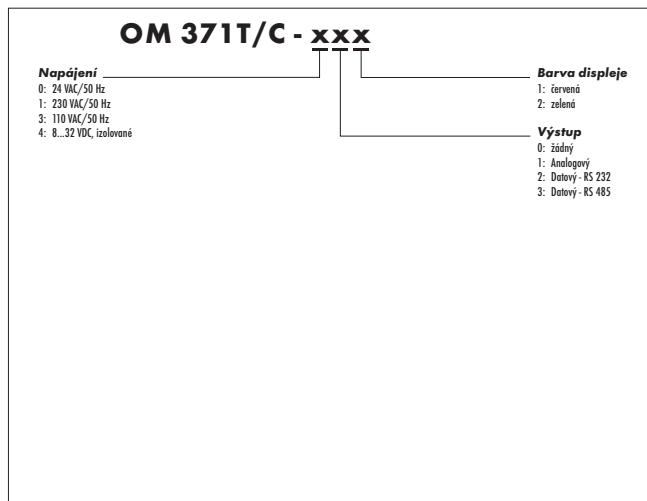 OM 371T/C - xxx
Napájení
0: 24 VAC/50 Hz
1: 230 VAC/50 Hz
3: 110 VAC/50 Hz
4: 8...32 VDC, izolované
Barva displeje
1: červená
2: zelená
Výstup
0: žádný
1: Analogový
2: Datový - RS 232
3: Datový - RS 485